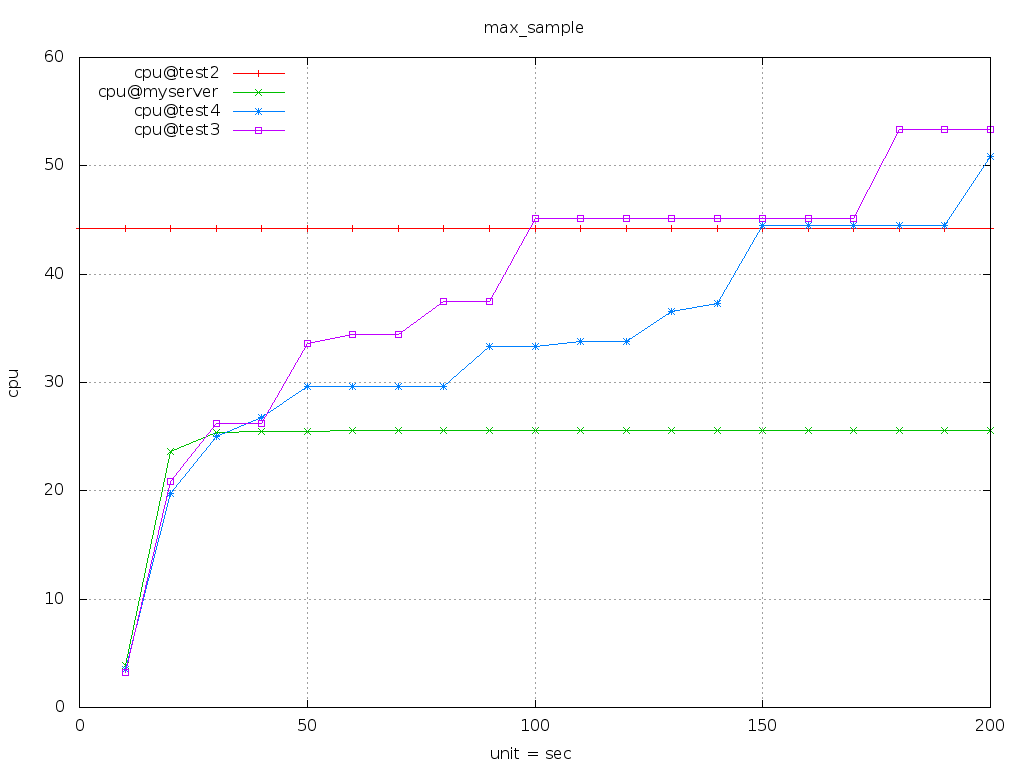 max_sample
60
cpu@test2
cpu@myserver
cpu@test4
cpu@test3
50
40
30
cpu
20
10
0
0 50 100 150 200
unit = sec